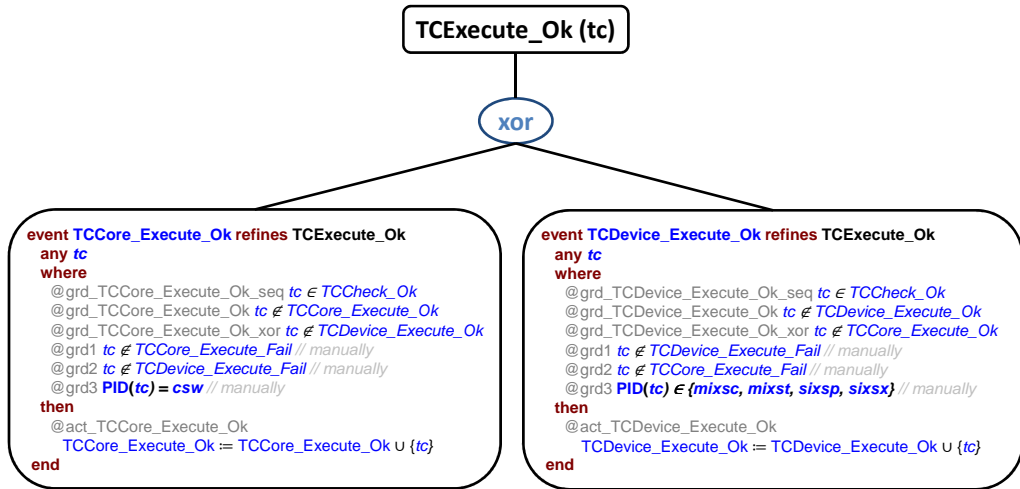 TCExecute_Ok (tc)
xor
event TCCore_Execute_Ok refines TCExecute_Ok
any tc
where
@grd_TCCore_Execute_Ok_seq tc ∈ TCCheck_Ok
@grd_TCCore_Execute_Ok tc ∉ TCCore_Execute_Ok
@grd_TCCore_Execute_Ok_xor tc ∉ TCDevice_Execute_Ok
@grd1 tc ∉ TCCore_Execute_Fail // manually
@grd2 tc ∉ TCDevice_Execute_Fail // manually
@grd3 PID(tc) = csw // manually
then
@act_TCCore_Execute_Ok
TCCore_Execute_Ok ≔ TCCore_Execute_Ok ∪ {tc}
end
event TCDevice_Execute_Ok refines TCExecute_Ok
any tc
where
@grd_TCDevice_Execute_Ok_seq tc ∈ TCCheck_Ok
@grd_TCDevice_Execute_Ok tc ∉ TCDevice_Execute_Ok
@grd_TCDevice_Execute_Ok_xor tc ∉ TCCore_Execute_Ok
@grd1 tc ∉ TCDevice_Execute_Fail // manually
@grd2 tc ∉ TCCore_Execute_Fail // manually
@grd3 PID(tc) ∈ {mixsc, mixst, sixsp, sixsx} // manually
then
@act_TCDevice_Execute_Ok
TCDevice_Execute_Ok ≔ TCDevice_Execute_Ok ∪ {tc}
end